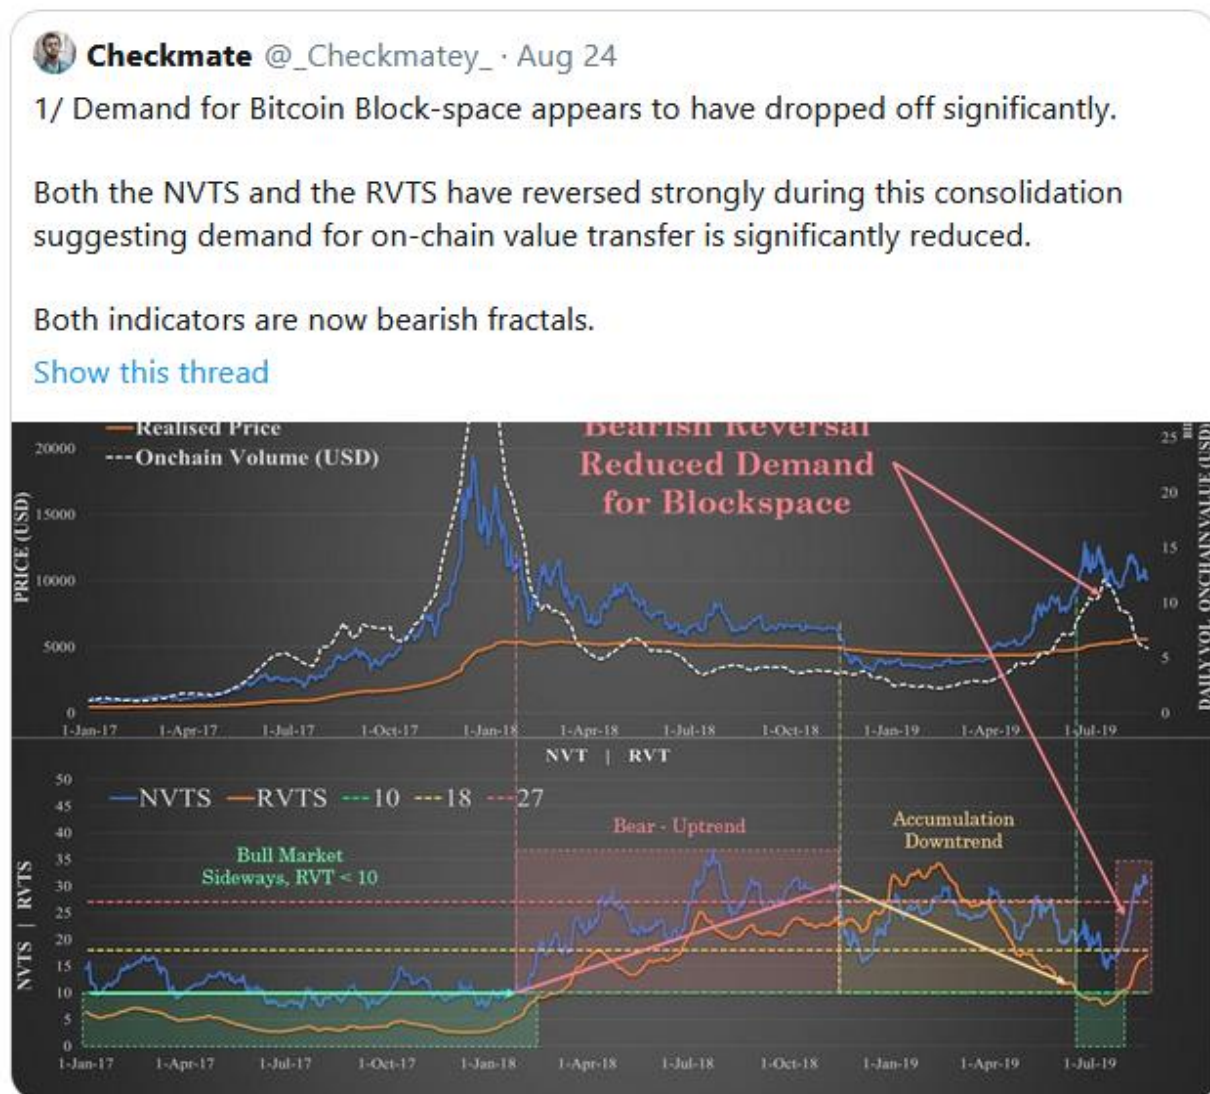 Checkmate @_Checkmatey_ · Aug 24
1/ Demand for Bitcoin Block-space appears to have dropped off significantly.
Both the NVTS and the RVTS have reversed strongly during this consolidation
suggesting demand for on-chain value transfer is significantly reduced.
Both indicators are now bearish fractals.
Show this thread
Realised Price
Onchain Volume (USD)
Bearish Reversal
Reduced Demand
for Blockspace
PRICE (USD)
20000
15000
10000
5000
0
25
20
15
10
5
0
DAILY VOL ONCHAIN VALUE (USD)
1-Jan-17 1-Apr-17 1-Jul-17 1-Oct-17 1-Jan-18 1-Apr-18 1-Jul-18 1-Oct-18 1-Jan-19 1-Apr-19 1-Jul-19
NVT | RVT
NVTS RVTS 10 18 27
Bull Market
Sideways, RVT < 10
Bear - Uptrend
Accumulation
Downtrend
NVTS | RVTS
50
45
40
35
30
25
20
15
10
5
0
1-Jan-17 1-Apr-17 1-Jul-17 1-Oct-17 1-Jan-18 1-Apr-18 1-Jul-18 1-Oct-18 1-Jan-19 1-Apr-19 1-Jul-19